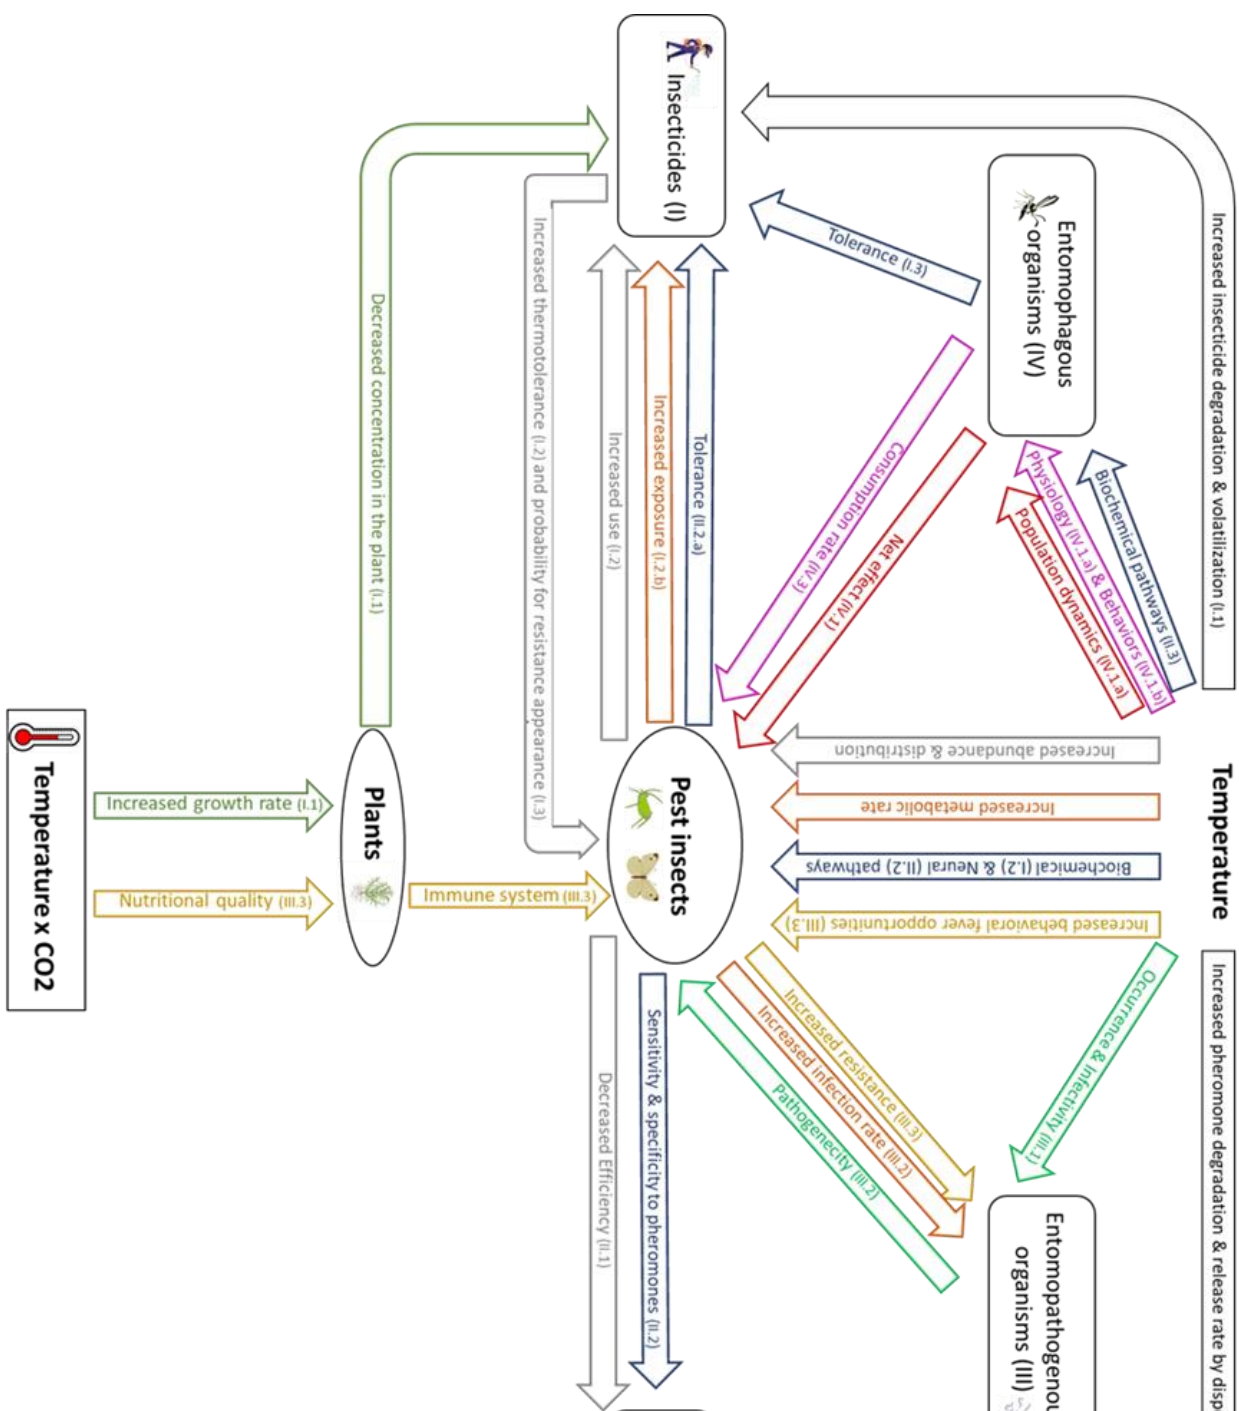 Insecticides (I)
Entomophagous
organisms (IV)
Increased insecticide degradation & volatilization (I.1)
Tolerance (I.3)
Decreased concentration in the plant (I.1)
Increased thermotolerance (I.2) and probability for resistance appearance (I.3)
Increased use (I.2)
Increased exposure (I.2.b)
Tolerance (II.2.a)
Consumption rate (IV.3)
Net effect (IV.1)
Biochemical pathways (II.3)
Physiology (IV.1.a) & Behaviors (IV.1.b)
Population dynamics (IV.1.a)
Temperature
Increased abundance & distribution
Increased metabolic rate
Biochemical (I.2) & Neural (II.2) pathways
Increased behavioral fever opportunities (III.3)
Pest insects
Plants
Temperature x CO2
Increased growth rate (I.1)
Nutritional quality (III.3)
Immune system (III.3)
Increased resistance (III.3)
Increased infection rate (III.2)
Pathogenecity (III.2)
Occurrence & Infectivity (III.1)
Entomopathogenou
organisms (III)
Sensitivity & specificity to pheromones (II.2)
Decreased Efficiency (II.1)
Increased pheromone degradation & release rate by disp